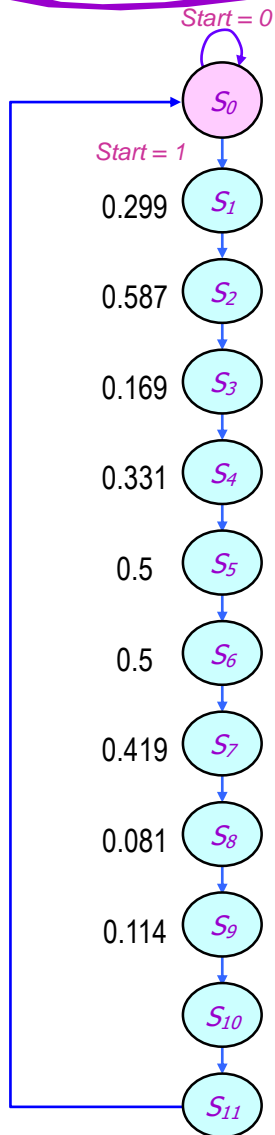 Start = 0
S0
Start = 1
0.299 S1
0.587 S2
0.169 S3
0.331 S4
0.5 S5
0.5 S6
0.419 S7
0.081 S8
0.114 S9
S10
S11